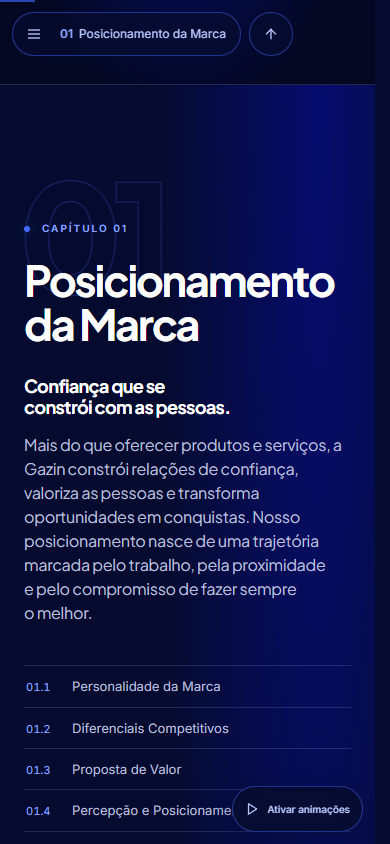 01 Posicionamento da Marca
01
CAPÍTULO 01
Posicionamento
da Marca
Confiança que se
constrói com as pessoas.
Mais do que oferecer produtos e serviços, a
Gazin constrói relações de confiança,
valoriza as pessoas e transforma
oportunidades em conquistas. Nosso
posicionamento nasce de uma trajetória
marcada pelo trabalho, pela proximidade
e pelo compromisso de fazer sempre
o melhor.
01.1 Personalidade da Marca
01.2 Diferenciais Competitivos
01.3 Proposta de Valor
01.4 Percepção e Posicioname
Ativar animações